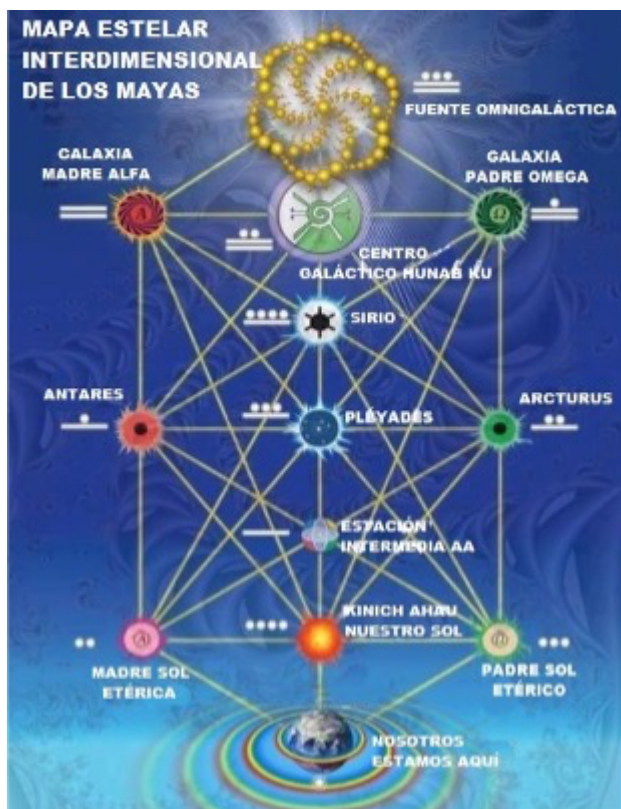 MAPA ESTELAR
INTERDIMENSIONAL
DE LOS MAYAS
FUENTE OMNIGALÁCTICA
GALAXIA
MADRE ALFA
GALAXIA
PADRE OMEGA
A
Ω
CENTRO
GALÁCTICO HUNAB KU
SIRIO
ANTARES
PLÉYADES
ARCTURUS
ESTACIÓN
INTERMEDIA AA
KINICH AHAU
NUESTRO SOL
A
Ω
MADRE SOL
ETÉRICA
PADRE SOL
ETÉRICO
NOSOTROS
ESTAMOS AQUÍ